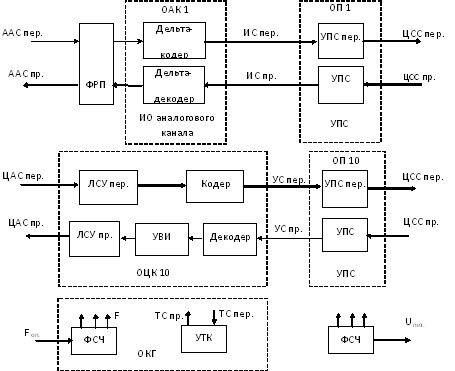 ОАК 1
ОП 1
ААС пер.
Дельта-
кодер
ИС пер.
УПС пер.
ЦСС пер.
ААС пр.
ФРП
Дельта-
декодер
ИС пр.
УПС
ЦСС пр.
ИО аналогового
канала
УПС
ОП 10
ЦАС пер.
ЛСУ пер.
Кодер
УС пер.
УПС пер.
ЦСС пер.
ЦАС пр.
ЛСУ пр.
УВИ
Декодер
УС пр.
УПС
ЦСС пр.
ОЦК 10
УПС
F
ТС пр.
ТС пер.
F оп.
ФСЧ
УТК
ФСЧ
U пит.
ОКГ